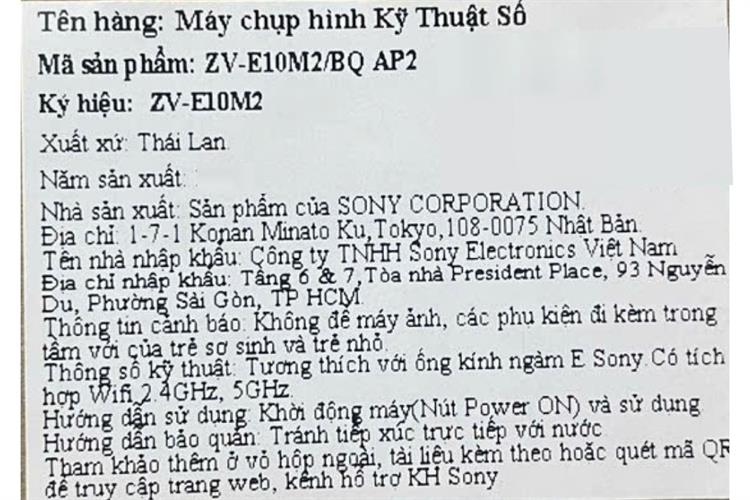 Tên hàng: Máy chụp hình Kỹ Thuật Số
Mã sản phẩm: ZV-E10M2/BQ AP2
Ký hiệu: ZV-E10M2
Xuất xứ: Thái Lan
Năm sản xuất:
Nhà sản xuất: Sản phẩm của SONY CORPORATION.
Địa chỉ: 1-7-1 Konan Minato Ku,Tokyo,108-0075 Nhật Bản.
Tên nhà nhập khẩu: Công ty TNHH Sony Electronics Việt Nam
Địa chỉ nhập khẩu: Tầng 6 & 7,Tòa nhà President Place, 93 Nguyễn
Du, Phường Sài Gòn, TP HCM.
Thông tin cảnh báo: Không để máy ảnh, các phụ kiện đi kèm trong
tầm với của trẻ sơ sinh và trẻ nhỏ.
Thông số kỹ thuật: Tương thích với ống kính ngàm E Sony.Có tích
hợp Wifi 2.4GHz, 5GHz.
Hướng dẫn sử dụng: Khởi động máy(Nút Power ON) và sử dụng
Hướng dẫn bảo quản: Tránh tiếp xúc trực tiếp với nước.
Tham khảo thêm ở vỏ hộp ngoài, tài liệu kèm theo hoặc quét mã QR
để truy cập trang web, kênh hỗ trợ KH Sony